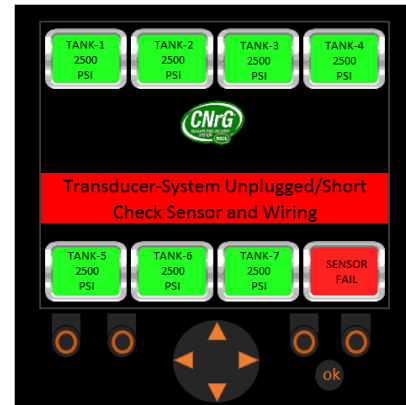 TANK-1
2500
PSI
TANK-2
2500
PSI
TANK-3
2500
PSI
TANK-4
2500
PSI
CNrG
Transducer-System Unplugged/Short
Check Sensor and Wiring
TANK-5
2500
PSI
TANK-6
2500
PSI
TANK-7
2500
PSI
SENSOR
FAIL
ok